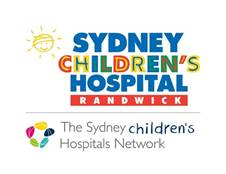 SYDNEY
CHILDREN'S
HOSPITAL
RANDWICK
The Sydney children's
Hospitals Network